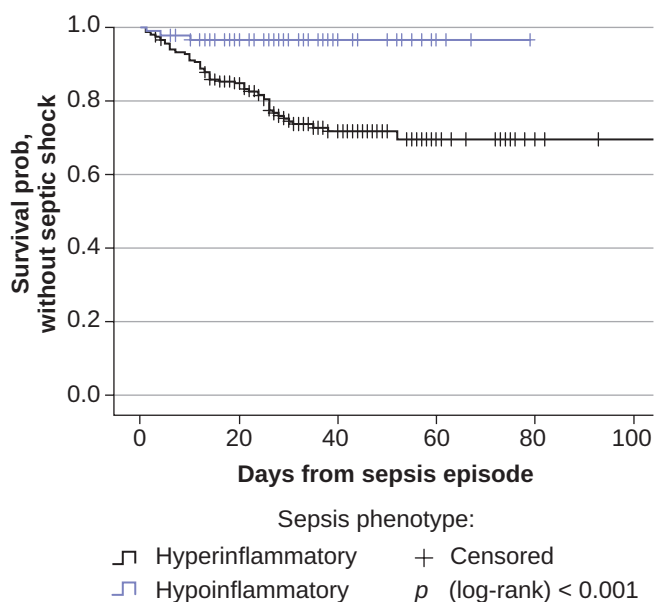 1.0
0.8
0.6
0.4
0.2
0.0
Survival prob,
without septic shock
0 20 40 60 80 100
Days from sepsis episode
Sepsis phenotype:
Hyperinflammatory Censored
Hypoinflammatory p (log-rank) < 0.001